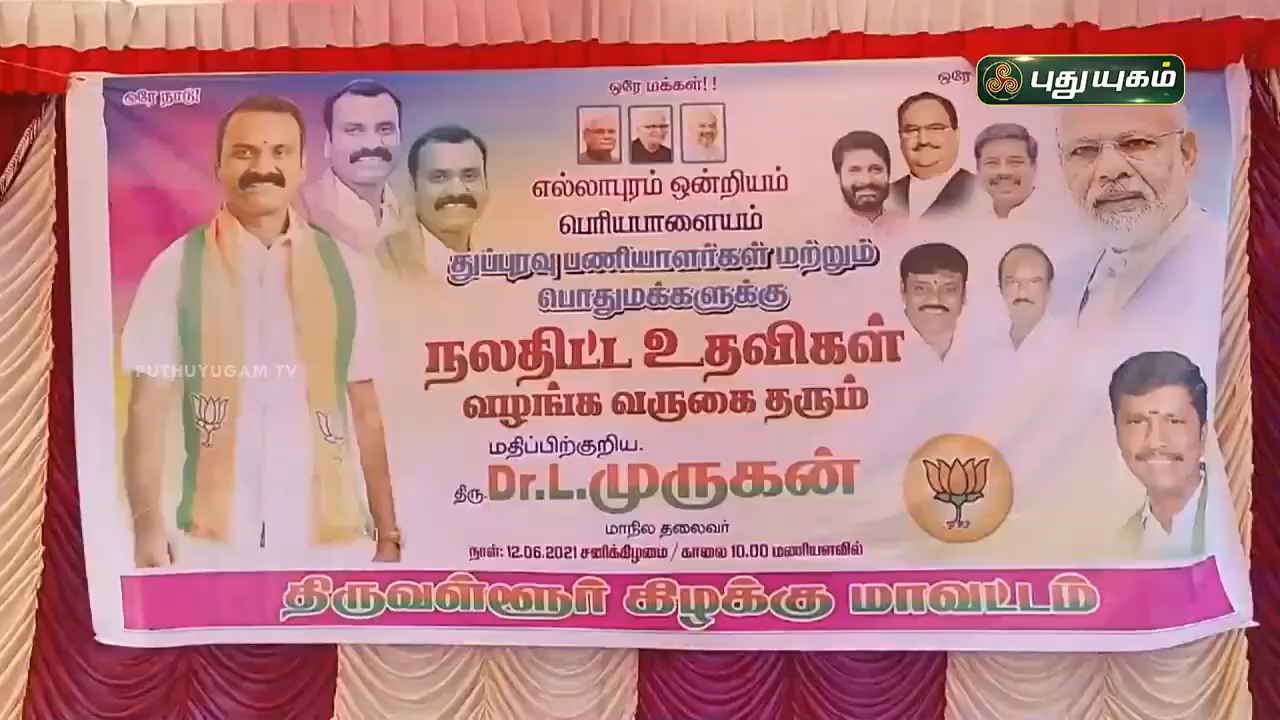 ஒரே நாடு!
ஒரே மக்கள்!!
ஒரே
புதுயுகம்
எல்லாபுரம் ஒன்றியம்
பெரியபாளையம்
துப்புரவு பணியாளர்கள் மற்றும்
பொதுமக்களுக்கு
நலதிட்ட உதவிகள்
வழங்க வருகை தரும்
PUTHUYUGAM TV
மதிப்பிற்குறிய.
திரு.Dr.L.முருகன்
மாநில தலைவர்
நாள்: 12.06.2021 சனிக்கிழமை / காலை 10.00 மணியளவில்
திருவள்ளூர் கிழக்கு மாவட்டம்